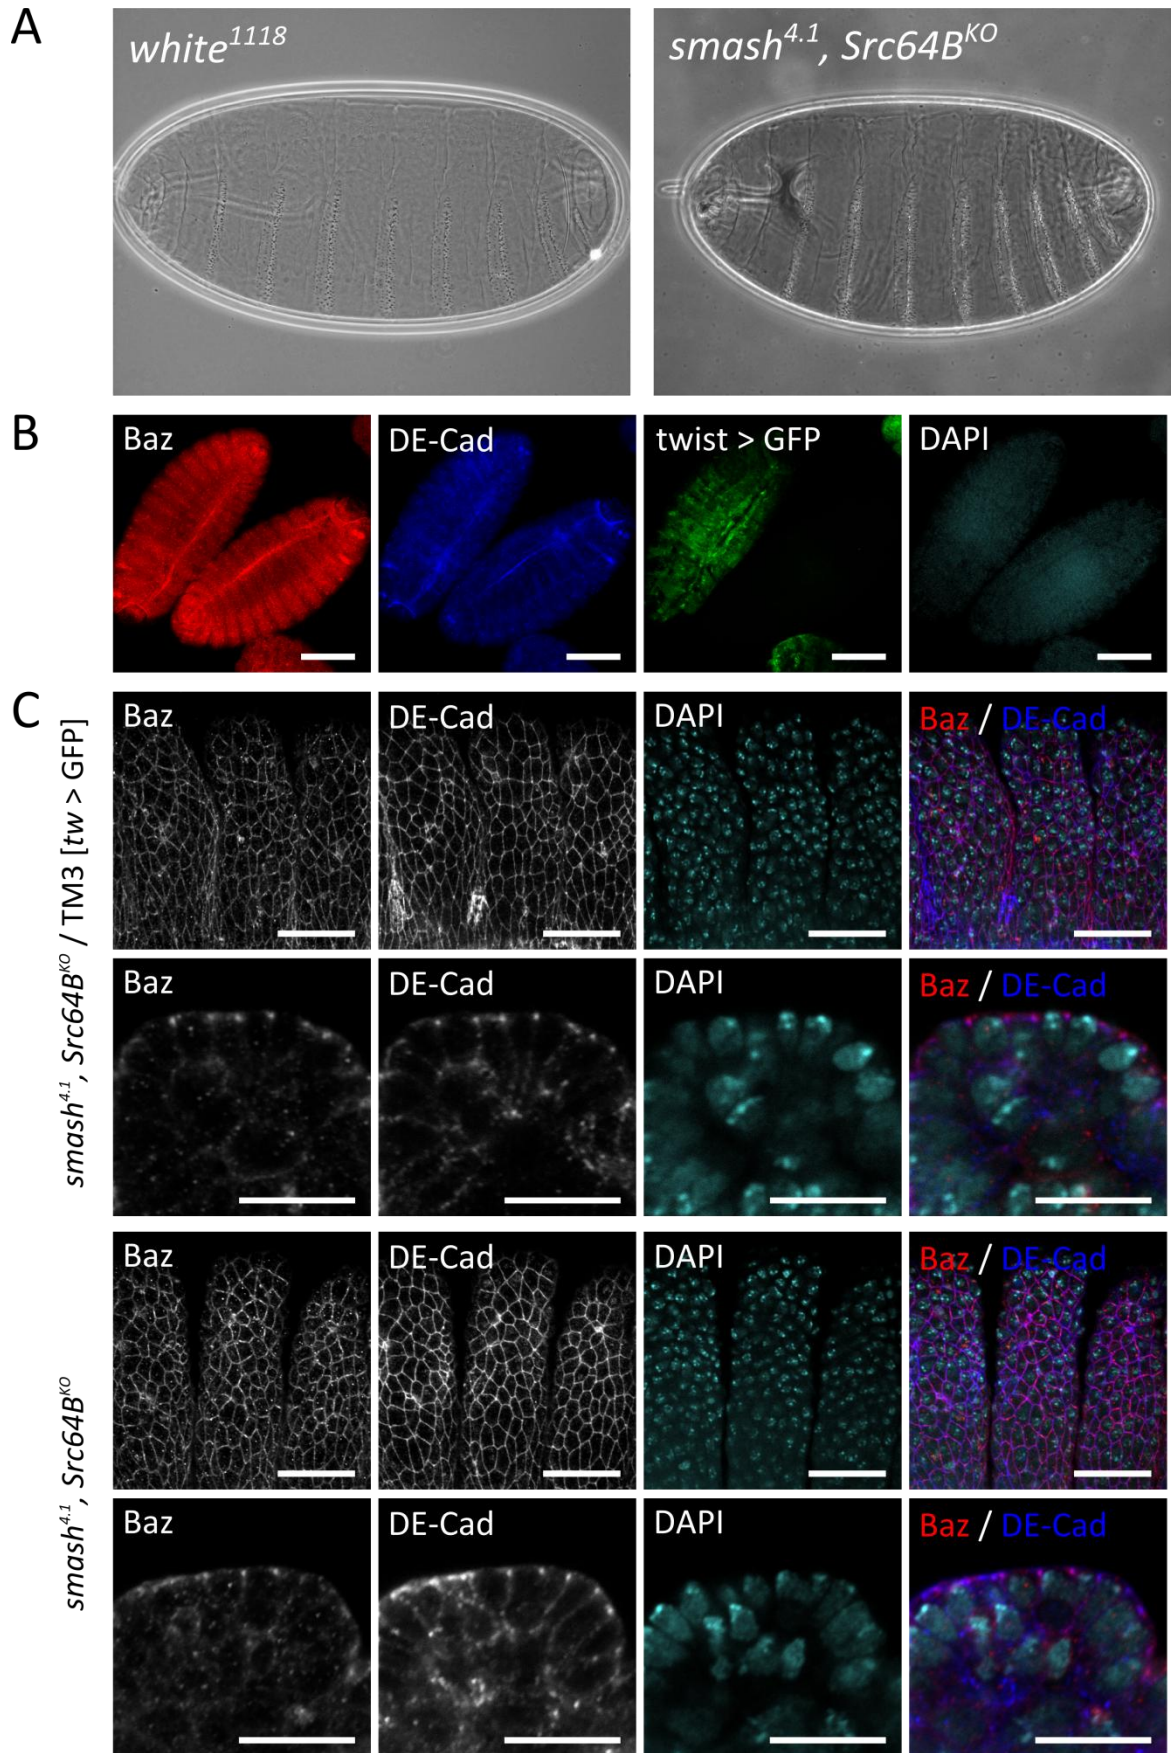 A
white¹¹¹⁸
smash⁴·¹, Src64Bᴷᴼ
B
Baz
DE-Cad
twist > GFP
DAPI
C
smash⁴·¹, Src64Bᴷᴼ / TM3 [tw > GFP]
Baz
DE-Cad
DAPI
Baz / DE-Cad
Baz
DE-Cad
DAPI
Baz / DE-Cad
smash⁴·¹, Src64Bᴷᴼ
Baz
DE-Cad
DAPI
Baz / DE-Cad
Baz
DE-Cad
DAPI
Baz / DE-Cad